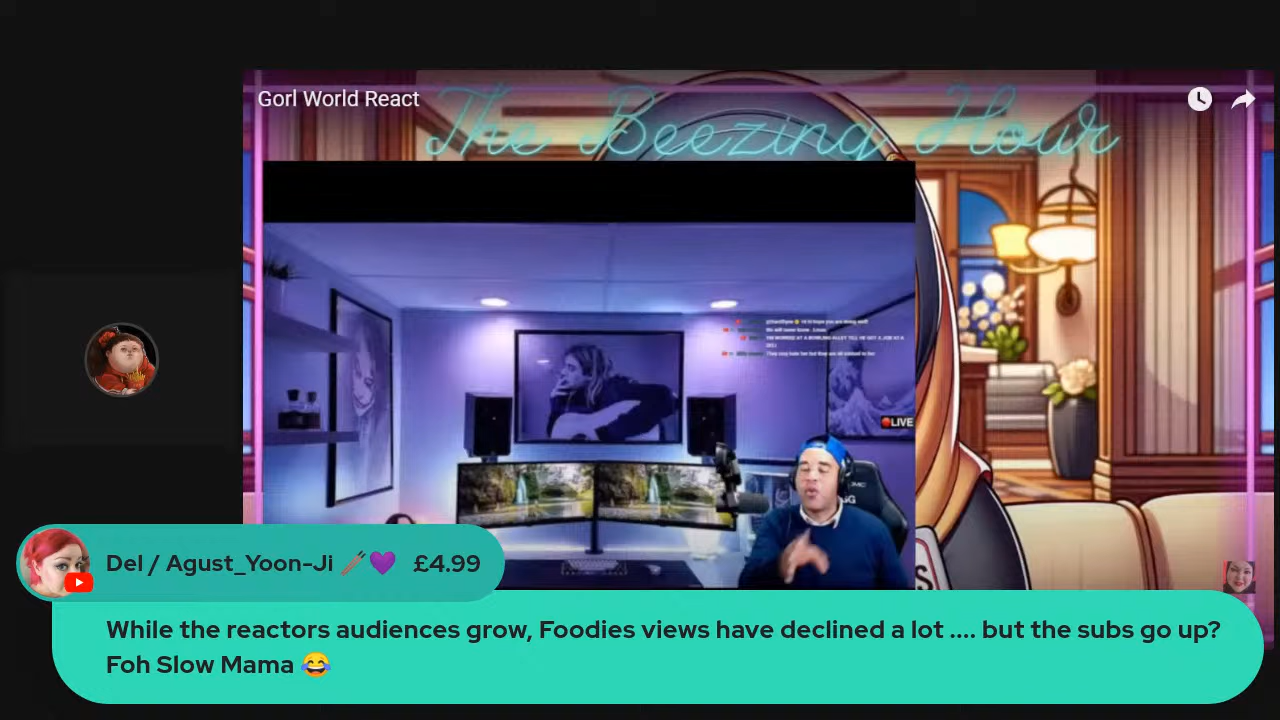 Gorl World React
The Beezing Hour
LIVE
Del / Agust_Yoon-Ji 🥢💜 £4.99
While the reactors audiences grow, Foodies views have declined a lot .... but the subs go up?
Foh Slow Mama 😂